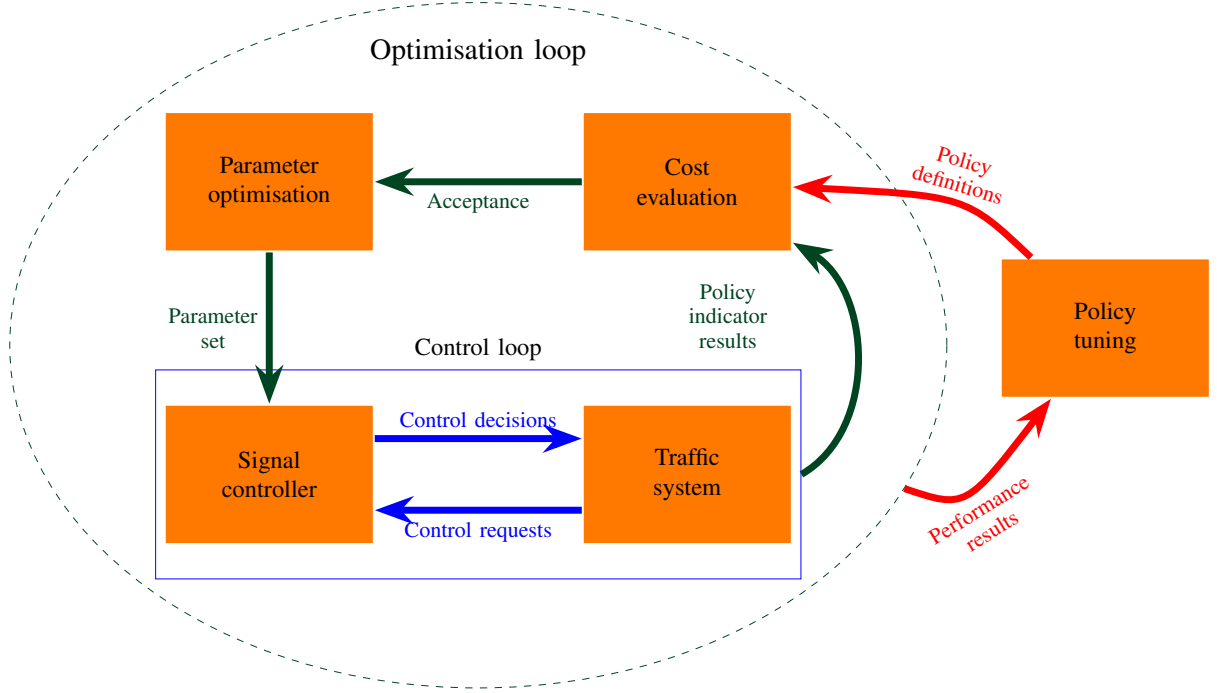 Optimisation loop
Parameter
optimisation
Cost
evaluation
Acceptance
Policy
definitions
Parameter
set
Policy
indicator
results
Policy
tuning
Control loop
Signal
controller
Control decisions
Control requests
Traffic
system
Performance
results